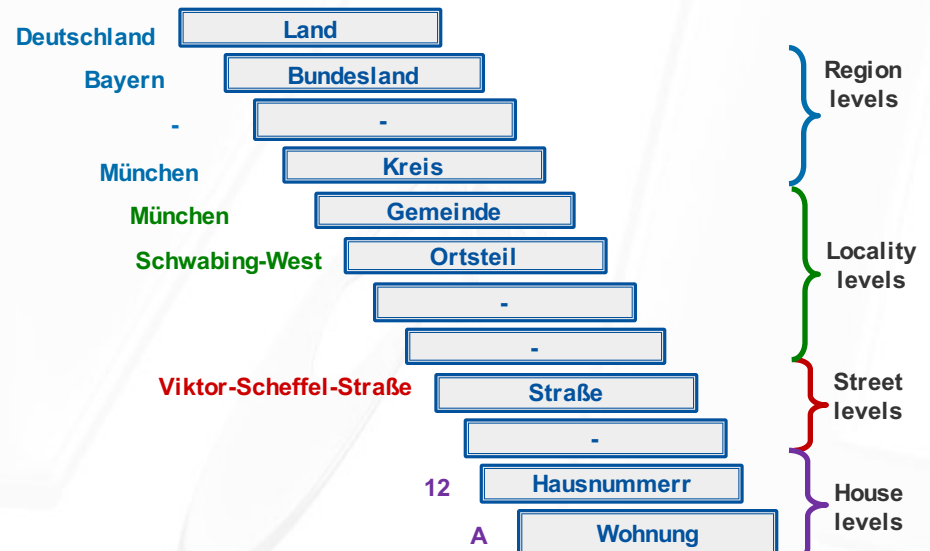 Deutschland Land
Bayern Bundesland
Region
levels
- -
München Kreis
München Gemeinde
Schwabing-West Ortsteil
Locality
levels
-
-
Viktor-Scheffel-Straße Straße
Street
levels
-
12 Hausnummerr
House
levels
A Wohnung